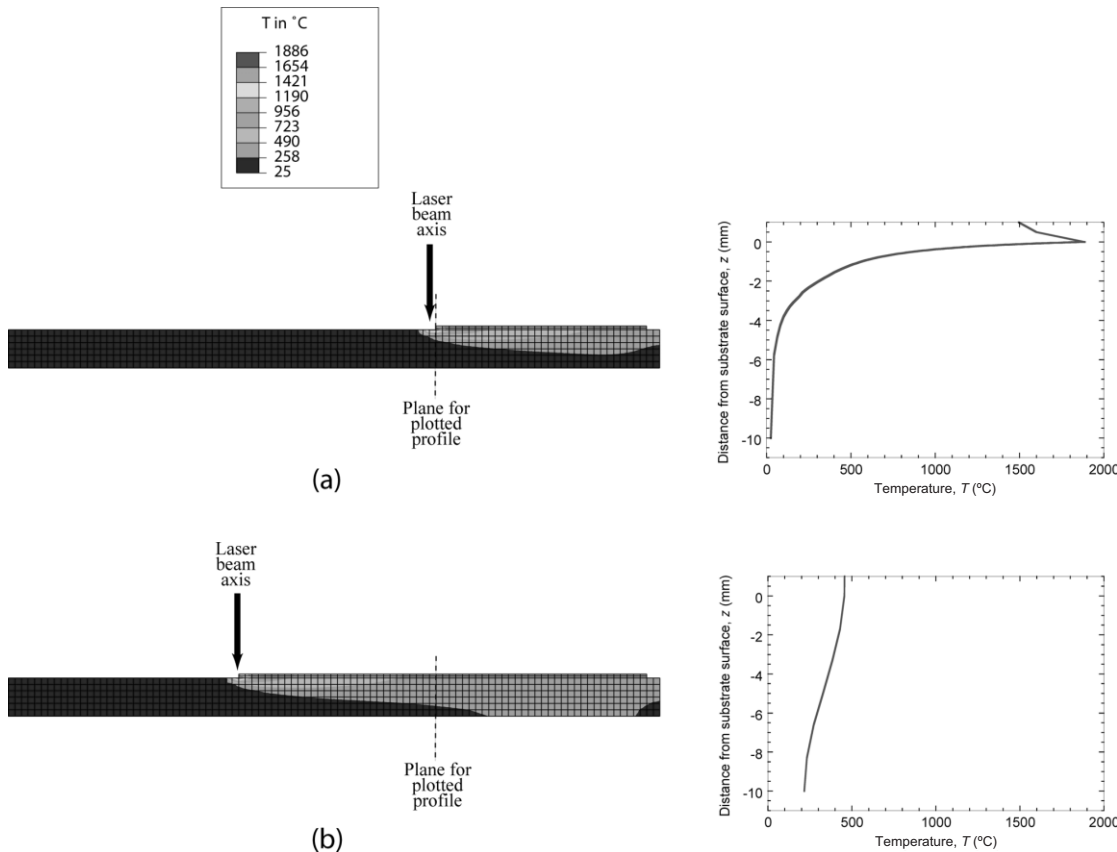 T in ˚C
1886
1654
1421
1190
956
723
490
258
25
Laser
beam
axis
Plane for
plotted
profile
(a)
Distance from substrate surface, z (mm)
0
-2
-4
-6
-8
-10
0
500
1000
1500
2000
Temperature, T (ºC)
Laser
beam
axis
Plane for
plotted
profile
(b)
Distance from substrate surface, z (mm)
0
-2
-4
-6
-8
-10
0
500
1000
1500
2000
Temperature, T (ºC)